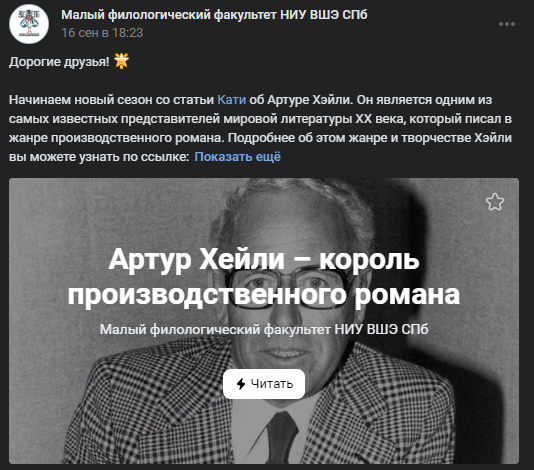 Малый филологический факультет НИУ ВШЭ СПб
16 сен в 18:23
Дорогие друзья! 🌟
Начинаем новый сезон со статьи Кати об Артуре Хэйли. Он является одним из
самых известных представителей мировой литературы XX века, который писал в
жанре производственного романа. Подробнее об этом жанре и творчестве Хэйли
вы можете узнать по ссылке: Показать ещё
Артур Хейли – король
производственного романа
Малый филологический факультет НИУ ВШЭ СПб
Читать